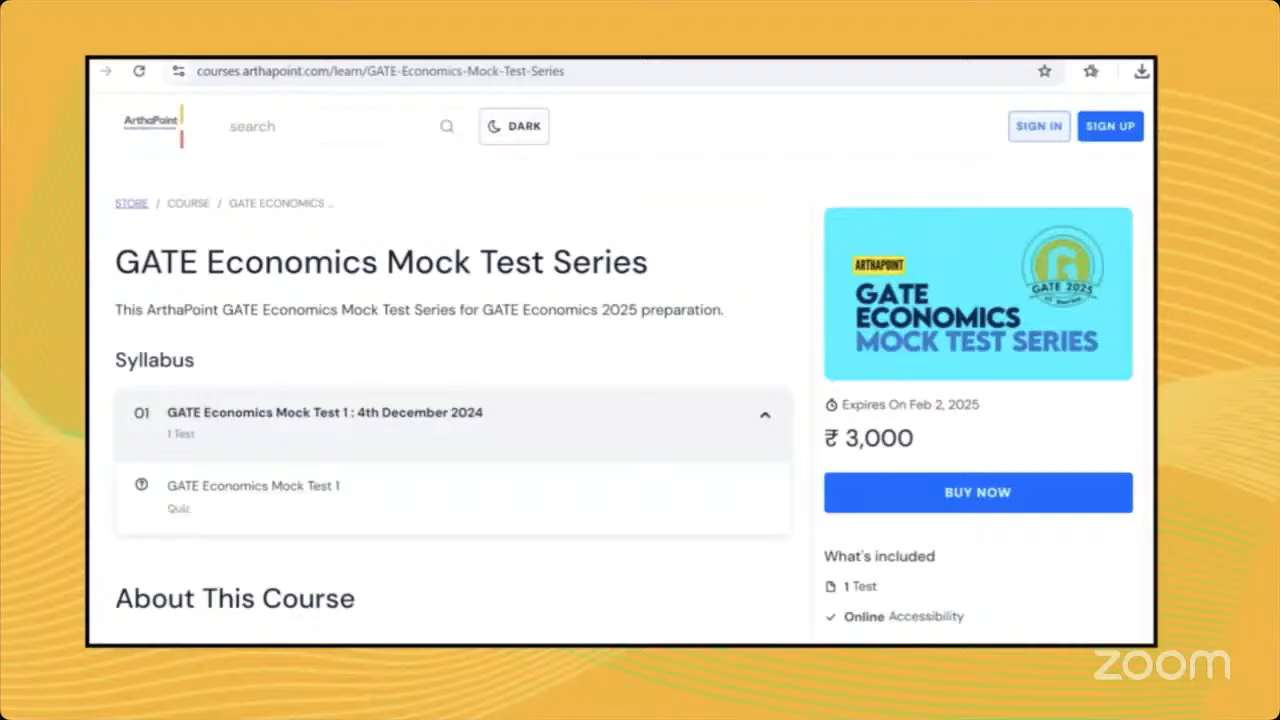 courses.arthapoint.com/learn/GATE-Economics-Mock-Test-Series
ArthaPoint
search
DARK
SIGN IN
SIGN UP
STORE / COURSE / GATE ECONOMICS ...
GATE Economics Mock Test Series
This ArthaPoint GATE Economics Mock Test Series for GATE Economics 2025 preparation.
Syllabus
01 GATE Economics Mock Test 1 : 4th December 2024
1 Test
GATE Economics Mock Test 1
Quiz
About This Course
ARTHAPOINT
GATE
ECONOMICS
MOCK TEST SERIES
G
GATE 2025
Expires On Feb 2, 2025
₹ 3,000
BUY NOW
What's included
1 Test
Online Accessibility
zoom